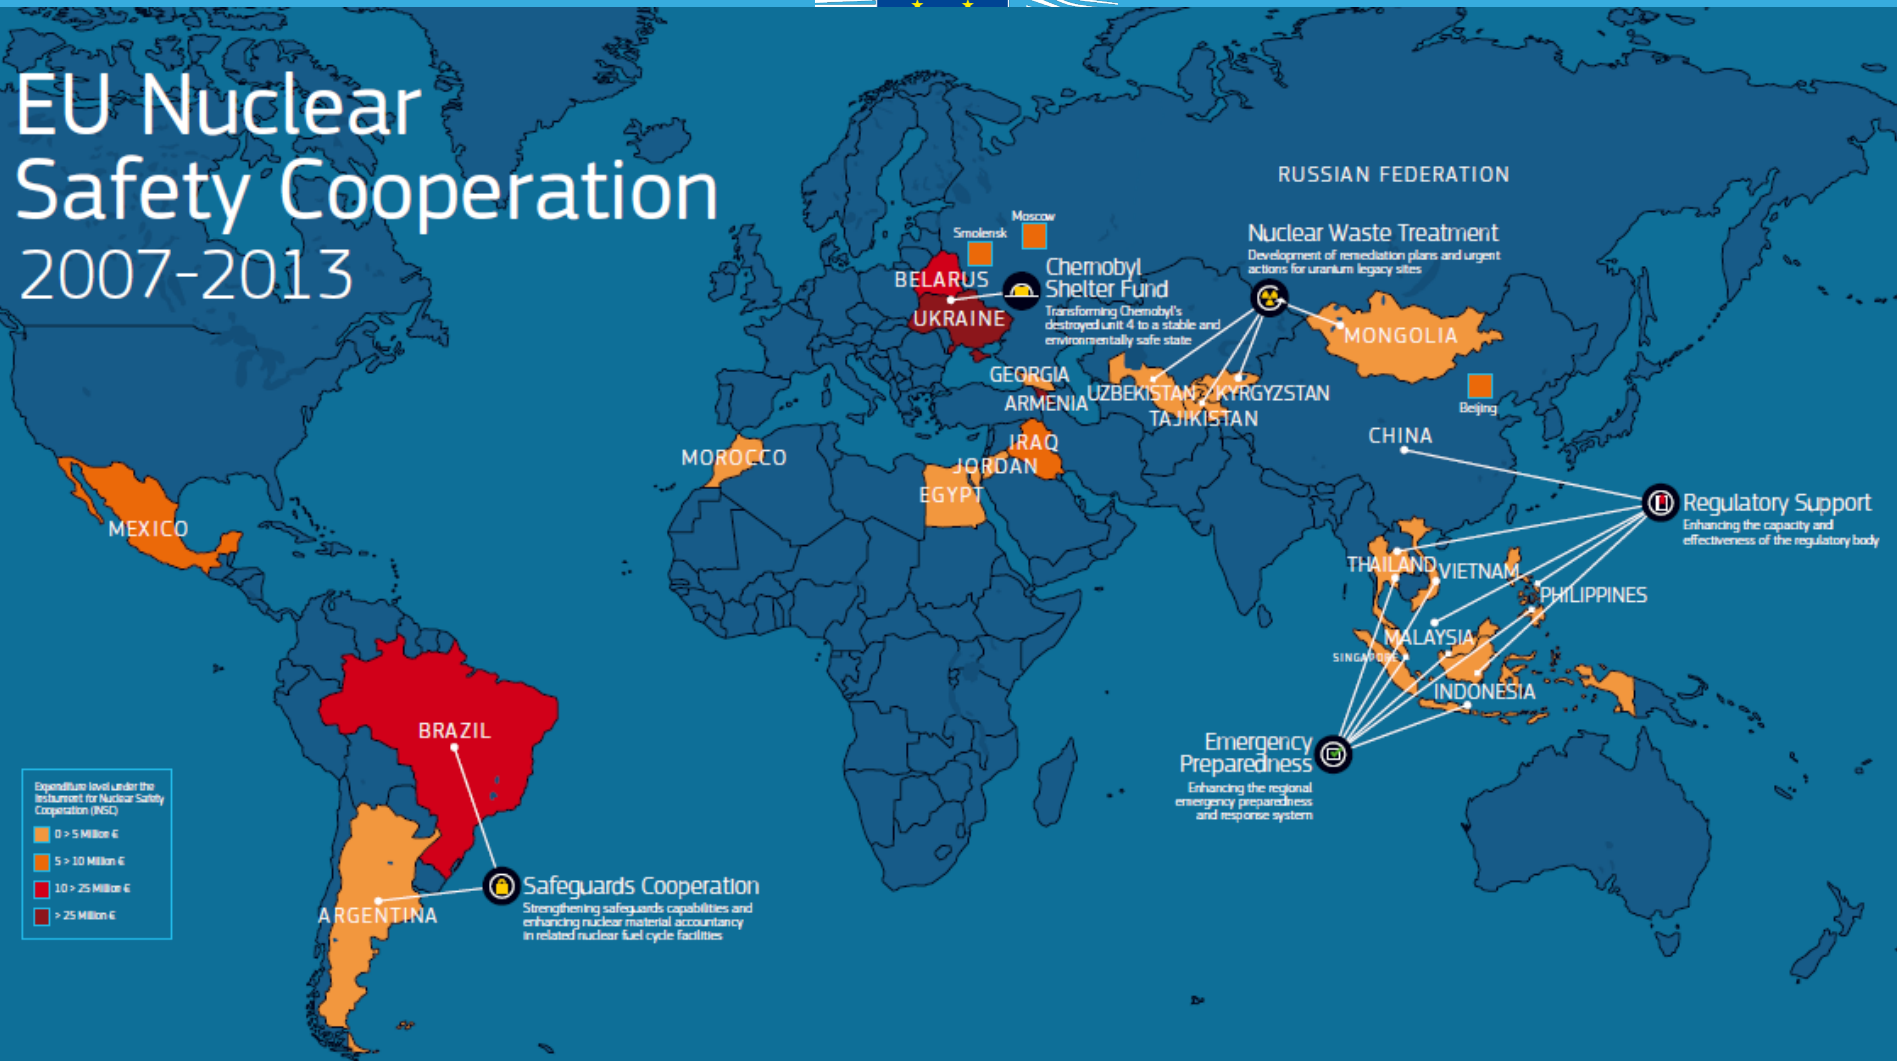 EU Nuclear
Safety Cooperation
2007-2013
RUSSIAN FEDERATION
Moscow
Smolensk
Nuclear Waste Treatment
Development of remediation plans and urgent
actions for uranium legacy sites
BELARUS
Chernobyl
Shelter Fund
Transforming Chernobyl's
destroyed unit 4 to a stable and
environmentally safe state
UKRAINE
MONGOLIA
GEORGIA
ARMENIA
UZBEKISTAN
KYRGYZSTAN
TAJIKISTAN
Beijing
CHINA
IRAQ
JORDAN
MOROCCO
EGYPT
MEXICO
Regulatory Support
Enhancing the capacity and
effectiveness of the regulatory body
THAILAND
VIETNAM
PHILIPPINES
MALAYSIA
SINGAPORE
INDONESIA
BRAZIL
Emergency
Preparedness
Enhancing the regional
emergency preparedness
and response system
Expenditure level under the
Instrument for Nuclear Safety
Cooperation (INSC)
0 > 5 Million €
5 > 10 Million €
10 > 25 Million €
> 25 Million €
ARGENTINA
Safeguards Cooperation
Strengthening safeguards capabilities and
enhancing nuclear material accountancy
in related nuclear fuel cycle facilities